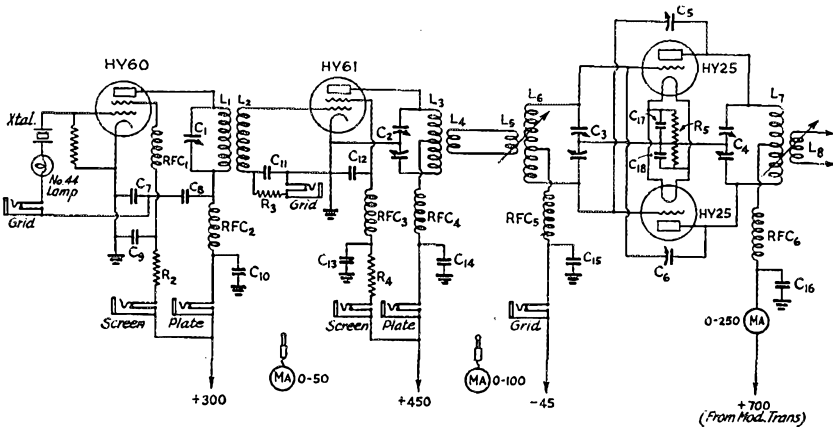 HY60
HY61
HY25
HY25
Xtal.
No. 44
Lamp
Grid
C1
L1
L2
RFC1
C7
C8
C9
R2
RFC2
C10
Screen
Plate
C11
R3
Grid
C12
C2
L3
RFC3
RFC4
C13
R4
C14
Screen
Plate
L4
L5
L6
C3
RFC5
C15
Grid
C5
C17
R5
C18
C4
C6
L7
L8
RFC6
C16
0-250 MA
MA 0-50
MA 0-100
+300
+450
-45
+700
(From Mod. Trans)